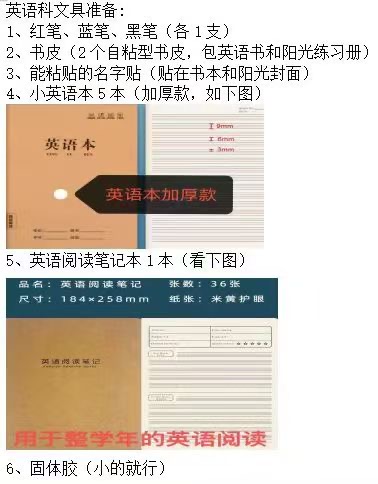 英语科文具准备:
1、红笔、蓝笔、黑笔（各1支）
2、书皮（2个自粘型书皮，包英语书和阳光练习册）
3、能粘贴的名字贴（贴在书本和阳光封面）
4、小英语本5本（加厚款，如下图）
英语本
YING YU BEN
9mm
6mm
3mm
英语本加厚款
5、英语阅读笔记本1本（看下图）
品名：英语阅读笔记 张数：36张
尺寸：184×258mm 纸张：米黄护眼
英语阅读笔记
用于整学年的英语阅读
6、固体胶（小的就行）